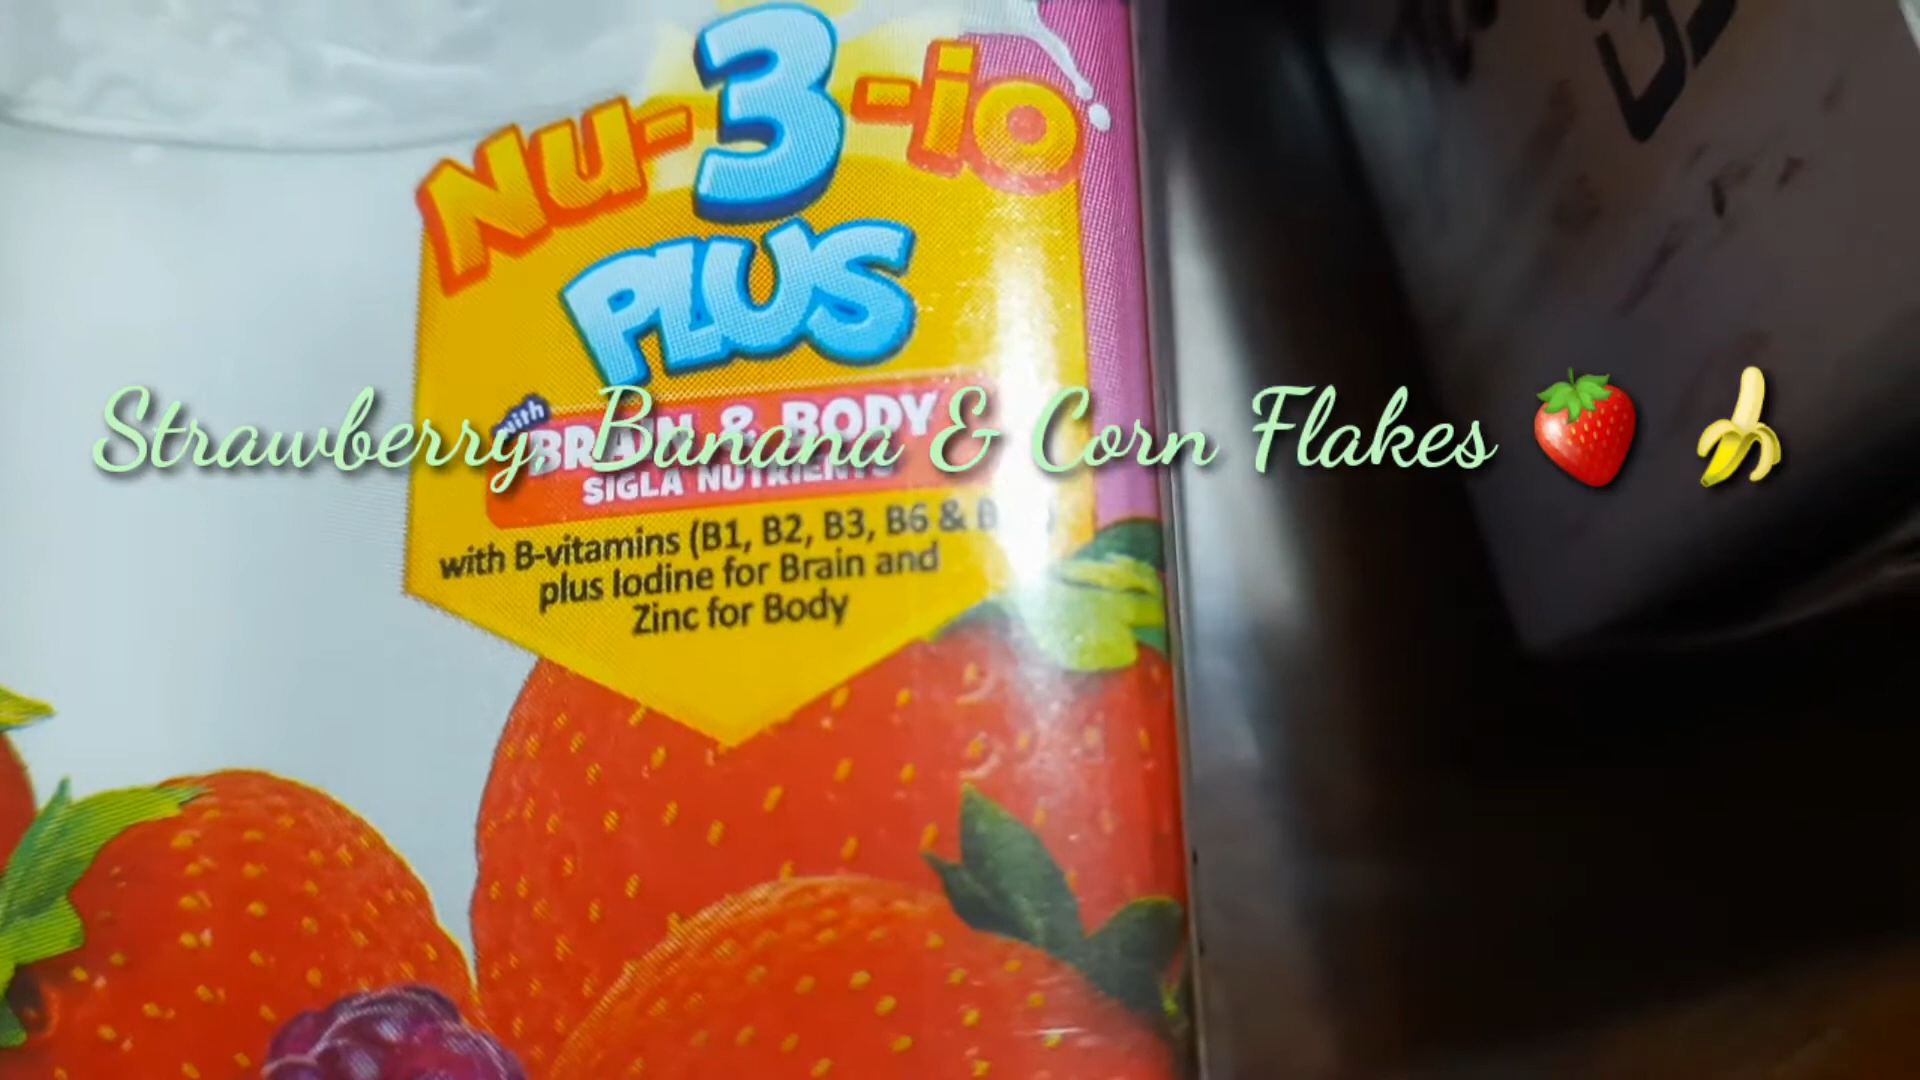 Nu-3-io
PLUS
with
BRAIN & BODY
SIGLA NUTRIENTS
Strawberry, Banana & Corn Flakes 🍓 🍌
with B-vitamins (B1, B2, B3, B6 &
plus Iodine for Brain and
Zinc for Body